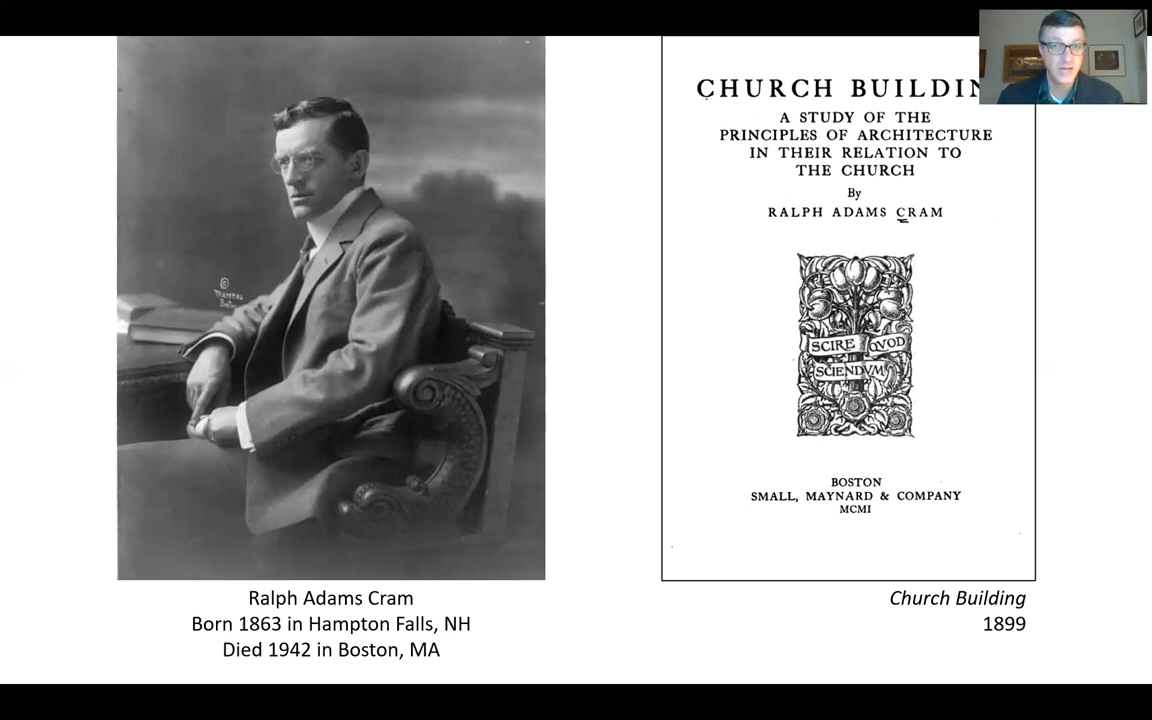 CHURCH BUILDIN
A STUDY OF THE
PRINCIPLES OF ARCHITECTURE
IN THEIR RELATION TO
THE CHURCH
By
RALPH ADAMS CRAM
SCIRE QVOD
SCIENDVM
BOSTON
SMALL, MAYNARD & COMPANY
MCMI
Ralph Adams Cram
Born 1863 in Hampton Falls, NH
Died 1942 in Boston, MA
Church Building
1899